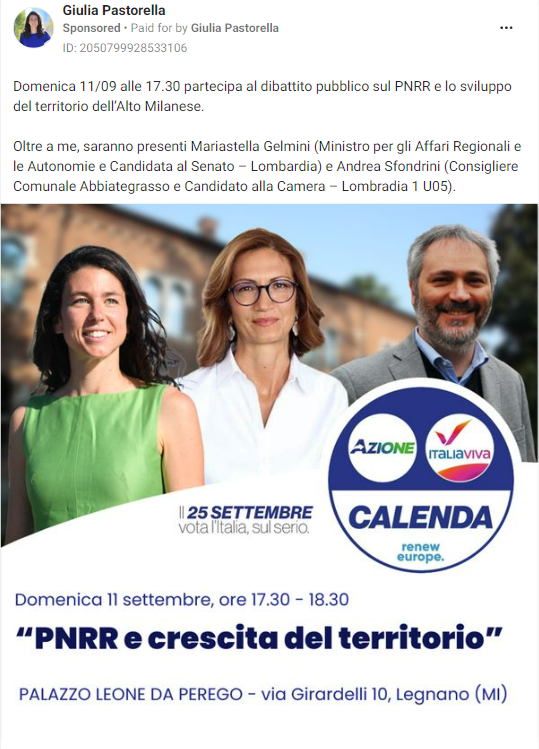 Giulia Pastorella
Sponsored • Paid for by Giulia Pastorella
ID: 2050799928533106
Domenica 11/09 alle 17.30 partecipa al dibattito pubblico sul PNRR e lo sviluppo
del territorio dell'Alto Milanese.
Oltre a me, saranno presenti Mariastella Gelmini (Ministro per gli Affari Regionali e
le Autonomie e Candidata al Senato – Lombardia) e Andrea Sfondrini (Consigliere
Comunale Abbiategrasso e Candidato alla Camera – Lombradia 1 U05).
AZIONE
ITALIAVIVA
CALENDA
renew
europe.
Il 25 SETTEMBRE
vota l'Italia, sul serio.
Domenica 11 settembre, ore 17.30 - 18.30
“PNRR e crescita del territorio”
PALAZZO LEONE DA PEREGO - via Girardelli 10, Legnano (MI)